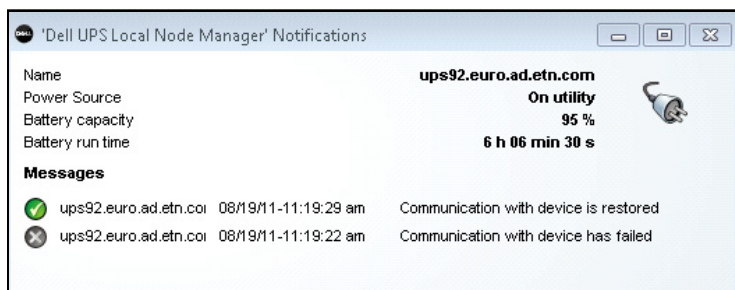 DELL 'Dell UPS Local Node Manager' Notifications
Name ups92.euro.ad.etn.com
Power Source On utility
Battery capacity 95 %
Battery run time 6 h 06 min 30 s
Messages
ups92.euro.ad.etn.coı 08/19/11-11:19:29 am Communication with device is restored
ups92.euro.ad.etn.coı 08/19/11-11:19:22 am Communication with device has failed